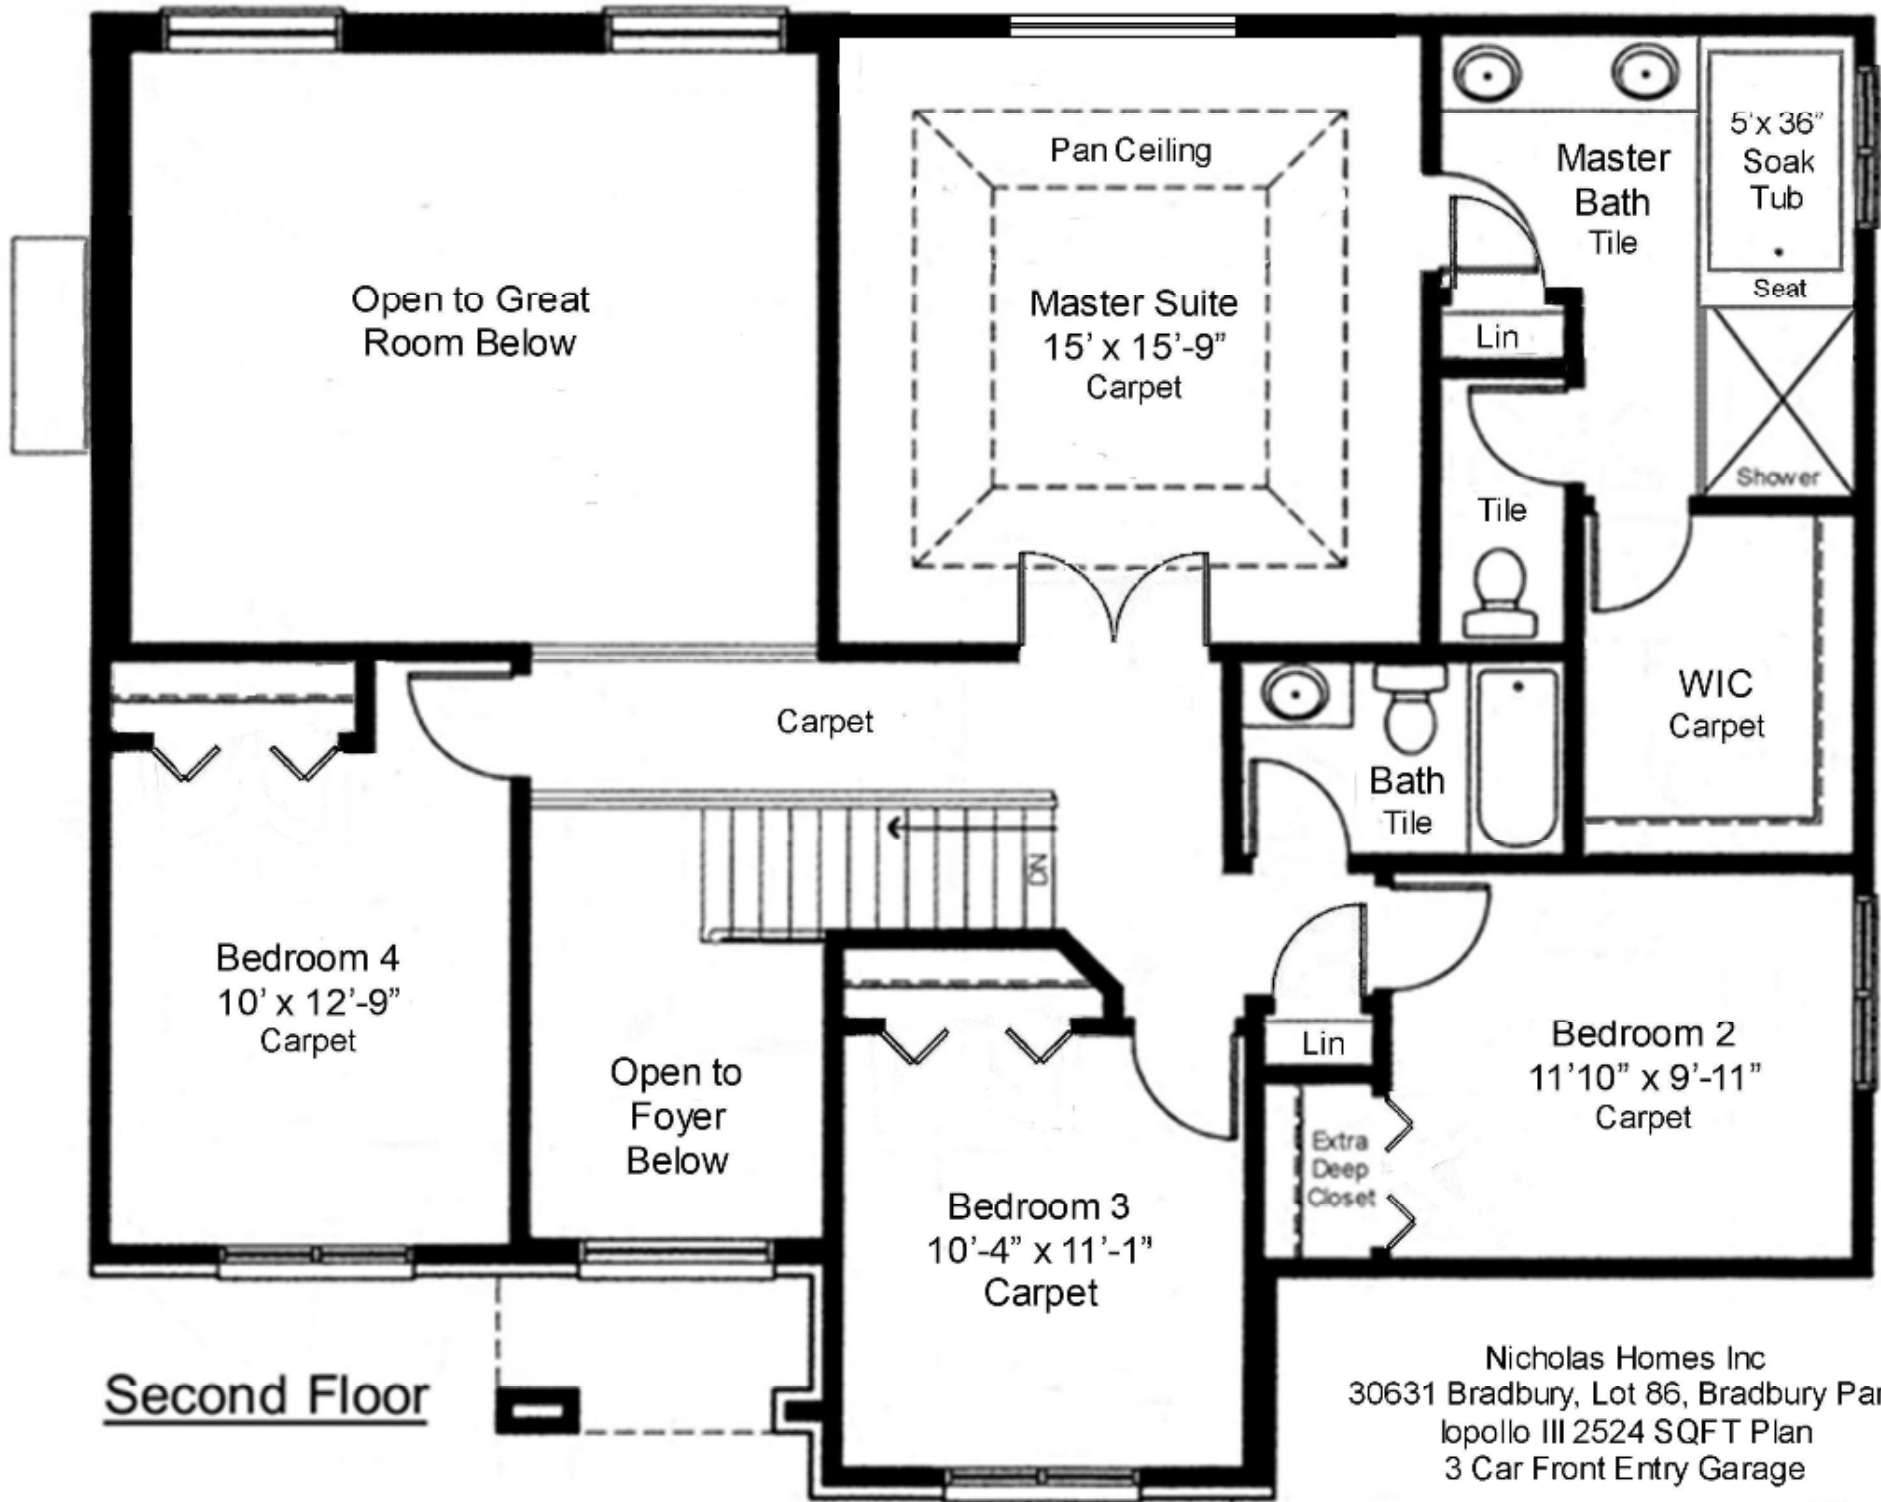 Open to Great
Room Below
Pan Ceiling
Master Suite
15' x 15'-9"
Carpet
Master
Bath
Tile
5'x 36"
Soak
Tub
Seat
Lin
Shower
Tile
WIC
Carpet
Carpet
Bath
Tile
DN
Bedroom 4
10' x 12'-9"
Carpet
Open to
Foyer
Below
Lin
Bedroom 2
11'10" x 9'-11"
Carpet
Extra
Deep
Closet
Bedroom 3
10'-4" x 11'-1"
Carpet
Second Floor
Nicholas Homes Inc
30631 Bradbury, Lot 86, Bradbury Par
Iopollo III 2524 SQFT Plan
3 Car Front Entry Garage